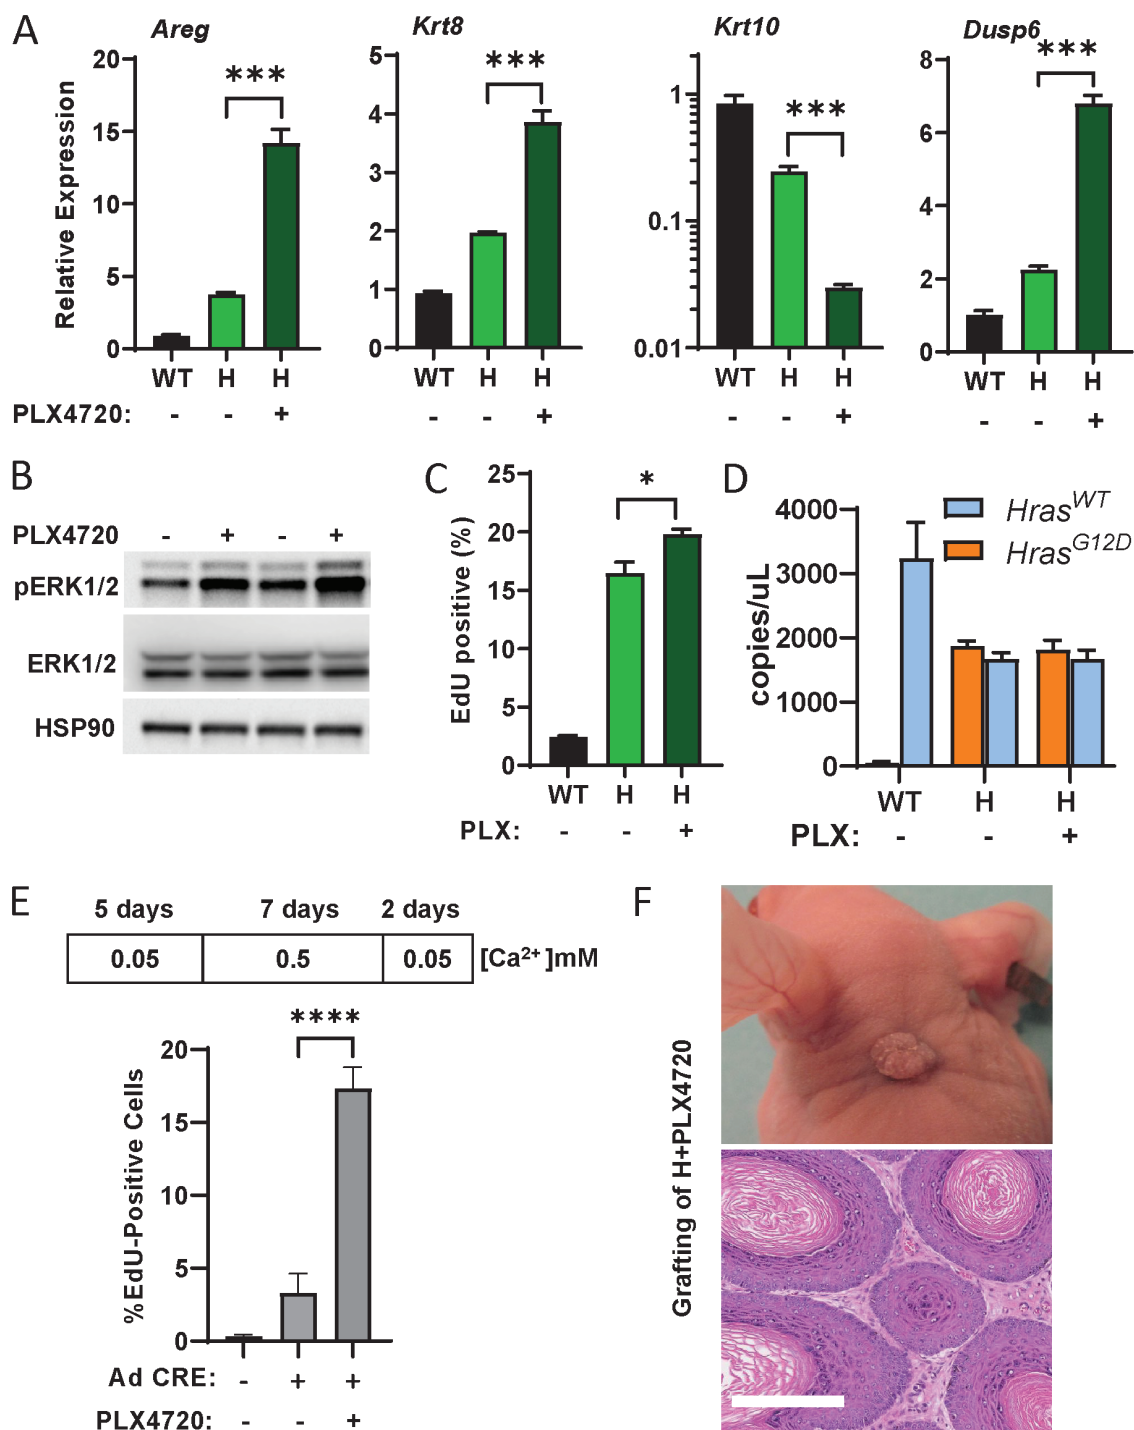 A
Areg
Krt8
Krt10
Dusp6
Relative Expression
20
15
10
5
0
***
WT H H
5
4
3
2
1
0
***
WT H H
1
0.1
0.01
***
WT H H
8
6
4
2
0
***
WT H H
PLX4720: - - + - - + - - + - - +
B
PLX4720 - + - +
pERK1/2
ERK1/2
HSP90
C
EdU positive (%)
25
20
15
10
5
0
*
WT H H
PLX: - - +
D
copies/uL
4000
3000
2000
1000
0
HrasWT
HrasG12D
WT H H
PLX: - - +
E
5 days 7 days 2 days
0.05 0.5 0.05 [Ca2+]mM
%EdU-Positive Cells
20
15
10
5
0
****
Ad CRE: - + +
PLX4720: - - +
F
Grafting of H+PLX4720